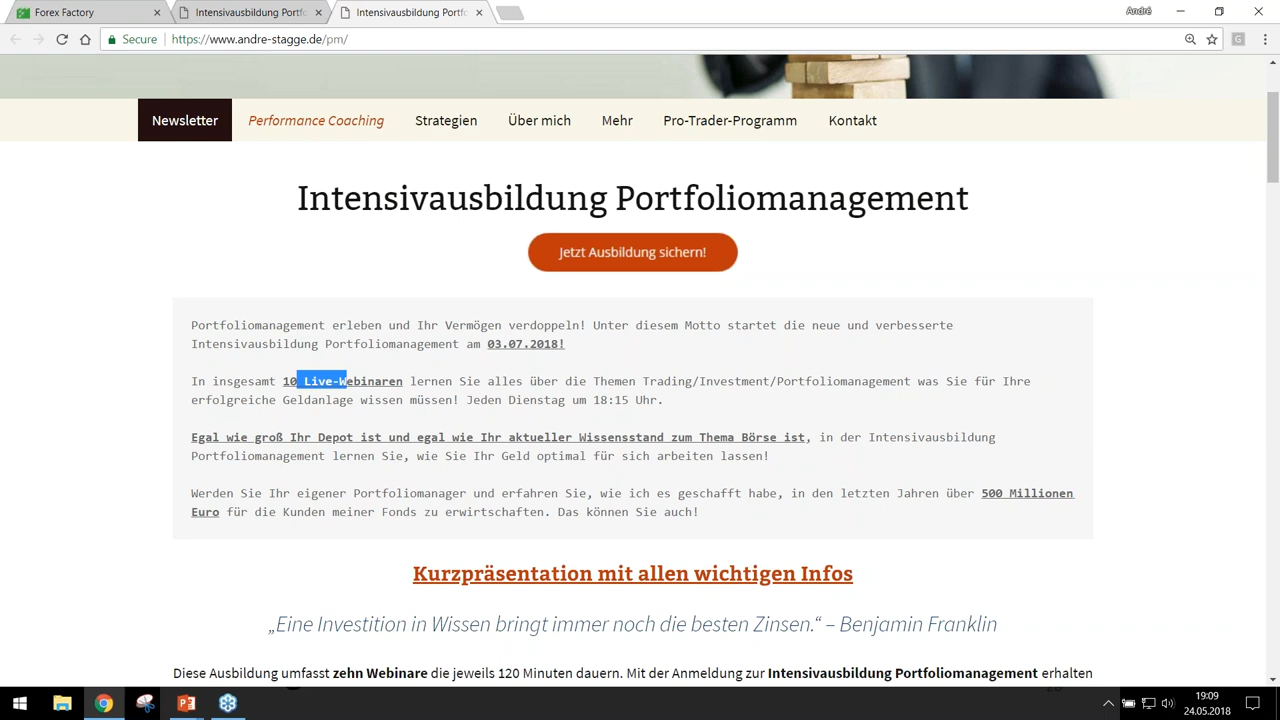 Forex Factory
Intensivausbildung Portfo
Intensivausbildung Portfo
André
Secure
https://www.andre-stagge.de/pm/
G
Newsletter
Performance Coaching
Strategien
Über mich
Mehr
Pro-Trader-Programm
Kontakt
Intensivausbildung Portfoliomanagement
Jetzt Ausbildung sichern!
Portfoliomanagement erleben und Ihr Vermögen verdoppeln! Unter diesem Motto startet die neue und verbesserte
Intensivausbildung Portfoliomanagement am 03.07.2018!
In insgesamt 10 Live-Webinaren lernen Sie alles über die Themen Trading/Investment/Portfoliomanagement was Sie für Ihre
erfolgreiche Geldanlage wissen müssen! Jeden Dienstag um 18:15 Uhr.
Egal wie groß Ihr Depot ist und egal wie Ihr aktueller Wissensstand zum Thema Börse ist, in der Intensivausbildung
Portfoliomanagement lernen Sie, wie Sie Ihr Geld optimal für sich arbeiten lassen!
Werden Sie Ihr eigener Portfoliomanager und erfahren Sie, wie ich es geschafft habe, in den letzten Jahren über 500 Millionen
Euro für die Kunden meiner Fonds zu erwirtschaften. Das können Sie auch!
Kurzpräsentation mit allen wichtigen Infos
„Eine Investition in Wissen bringt immer noch die besten Zinsen.“ – Benjamin Franklin
Diese Ausbildung umfasst zehn Webinare die jeweils 120 Minuten dauern. Mit der Anmeldung zur Intensivausbildung Portfoliomanagement erhalten
19:09
24.05.2018